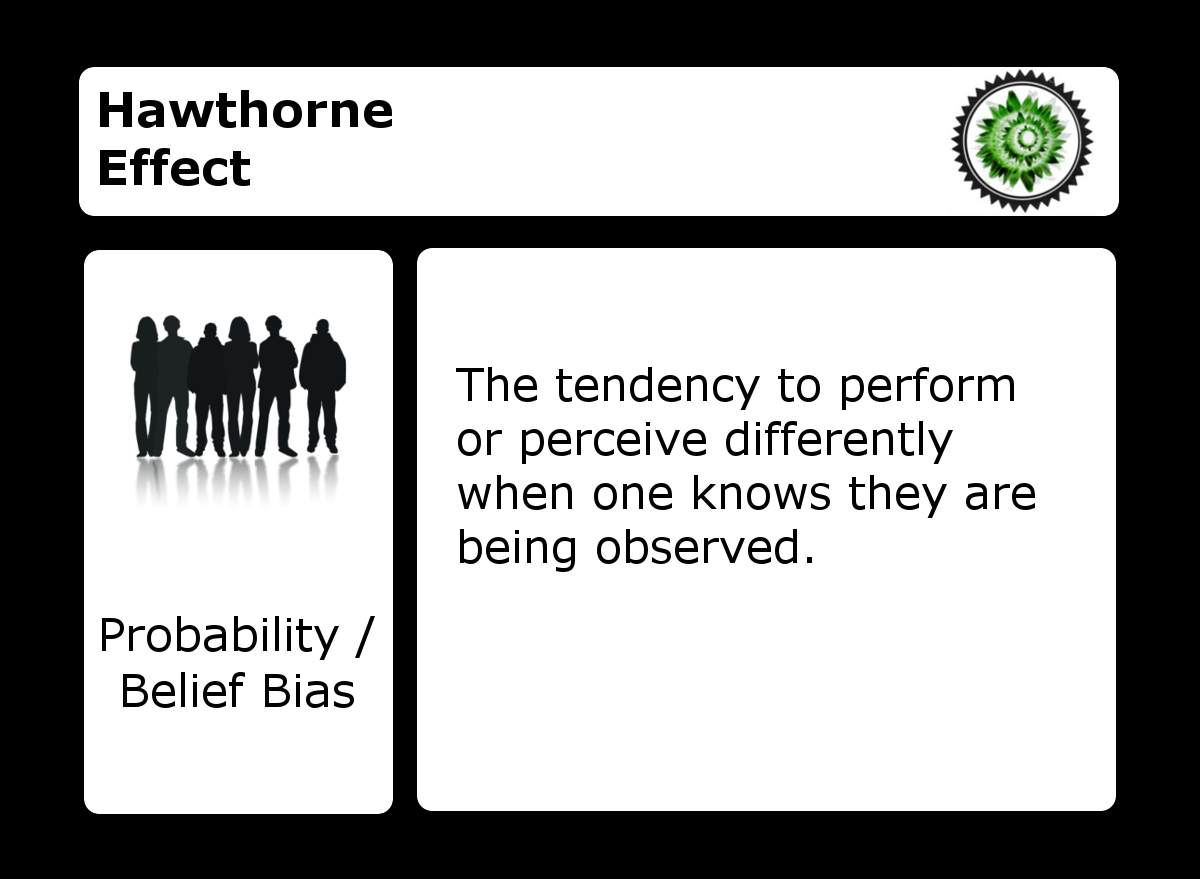 Hawthorne
Effect
Probability /
Belief Bias
The tendency to perform
or perceive differently
when one knows they are
being observed.